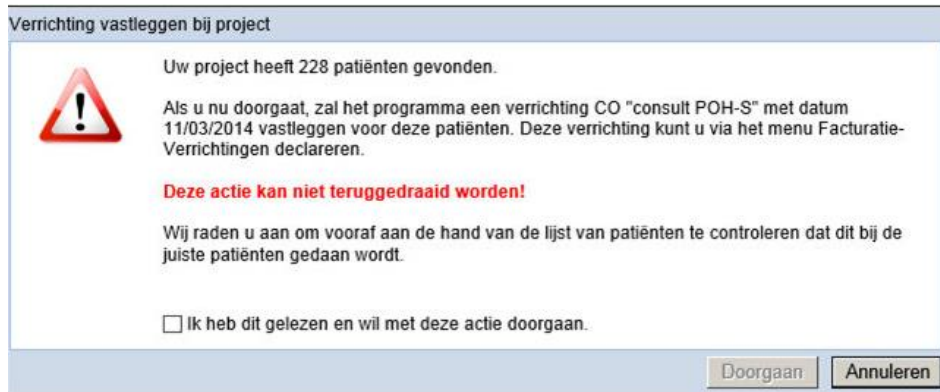 Verrichting vastleggen bij project
Uw project heeft 228 patiënten gevonden.
Als u nu doorgaat, zal het programma een verrichting CO "consult POH-S" met datum
11/03/2014 vastleggen voor deze patiënten. Deze verrichting kunt u via het menu Facturatie-
Verrichtingen declareren.
Deze actie kan niet teruggedraaid worden!
Wij raden u aan om vooraf aan de hand van de lijst van patiënten te controleren dat dit bij de
juiste patiënten gedaan wordt.
Ik heb dit gelezen en wil met deze actie doorgaan.
Doorgaan Annuleren